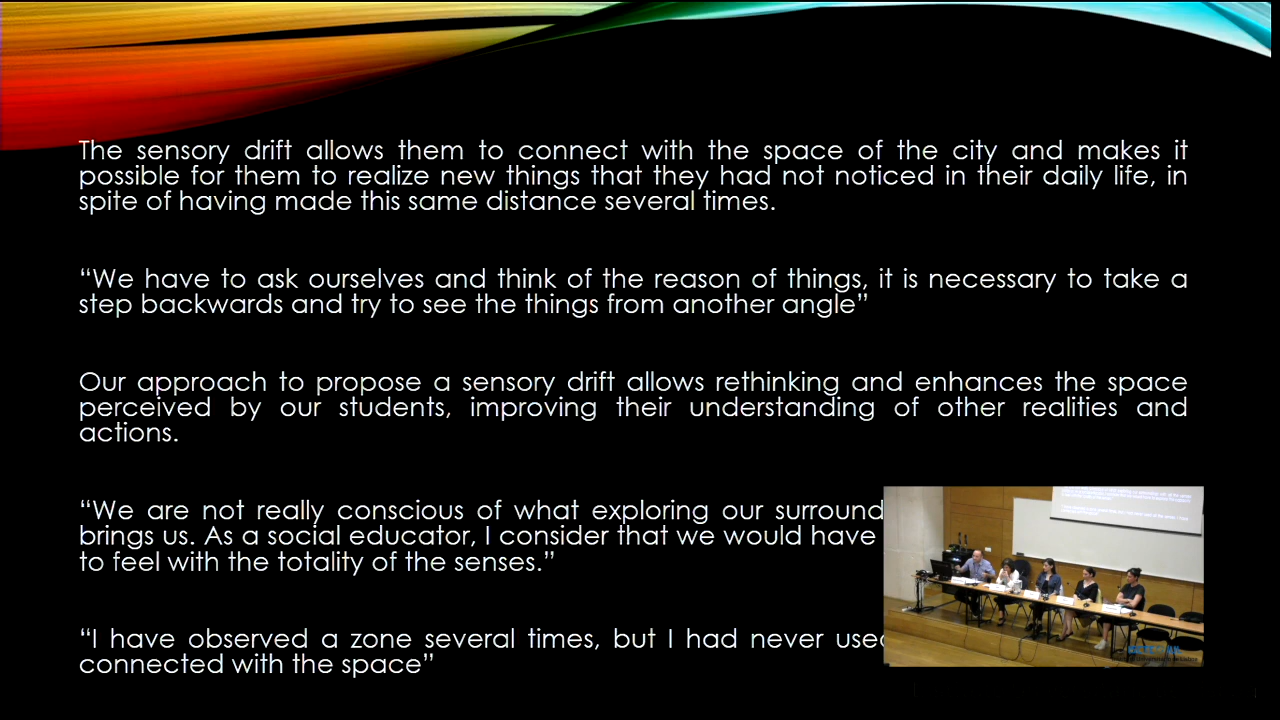 The sensory drift allows them to connect with the space of the city and makes it
possible for them to realize new things that they had not noticed in their daily life, in
spite of having made this same distance several times.
“We have to ask ourselves and think of the reason of things, it is necessary to take a
step backwards and try to see the things from another angle”
Our approach to propose a sensory drift allows rethinking and enhances the space
perceived by our students, improving their understanding of other realities and
actions.
“We are not really conscious of what exploring our surround
brings us. As a social educator, I consider that we would have
to feel with the totality of the senses.”
“I have observed a zone several times, but I had never used
connected with the space”